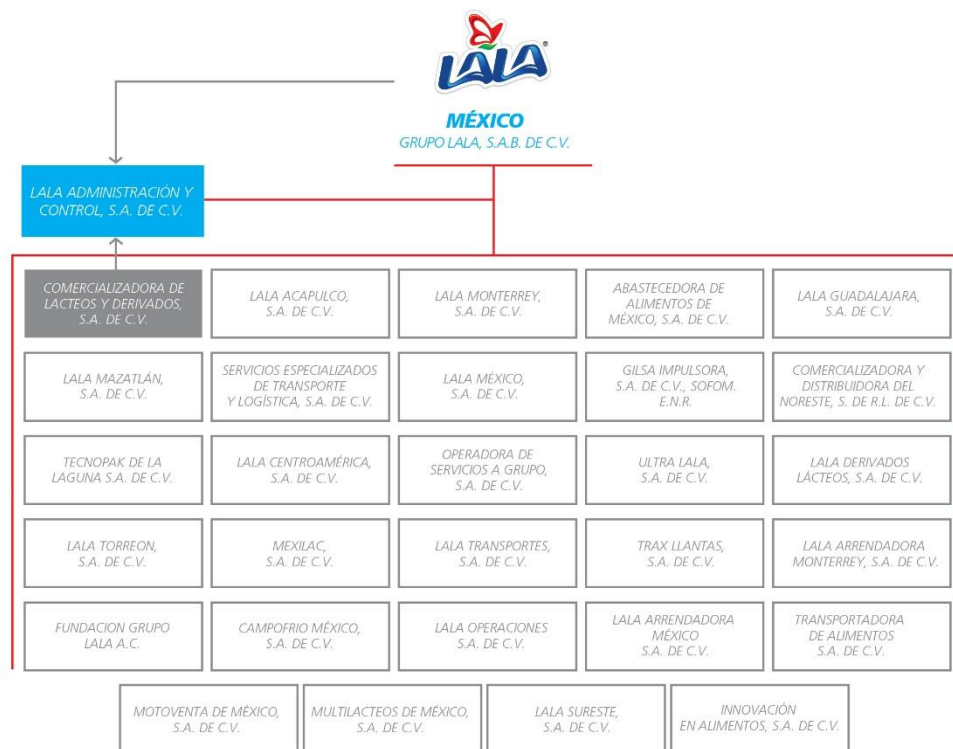 LALA®
MÉXICO
GRUPO LALA, S.A.B. DE C.V.
LALA ADMINISTRACIÓN Y
CONTROL, S.A. DE C.V.
COMERCIALIZADORA DE
LACTEOS Y DERIVADOS,
S.A. DE C.V.
LALA ACAPULCO,
S.A. DE C.V.
LALA MONTERREY,
S.A. DE C.V.
ABASTECEDORA DE
ALIMENTOS DE
MÉXICO, S.A. DE C.V.
LALA GUADALAJARA,
S.A. DE C.V.
LALA MAZATLÁN,
S.A. DE C.V.
SERVICIOS ESPECIALIZADOS
DE TRANSPORTE
Y LOGÍSTICA, S.A. DE C.V.
LALA MÉXICO,
S.A. DE C.V.
GILSA IMPULSORA,
S.A. DE C.V., SOFOM.
E.N.R.
COMERCIALIZADORA Y
DISTRIBUIDORA DEL
NORESTE, S. DE R.L. DE C.V.
TECNOPAK DE LA
LAGUNA S.A. DE C.V.
LALA CENTROAMÉRICA,
S.A. DE C.V.
OPERADORA DE
SERVICIOS A GRUPO,
S.A. DE C.V.
ULTRA LALA,
S.A. DE C.V.
LALA DERIVADOS
LÁCTEOS, S.A. DE C.V.
LALA TORREON,
S.A. DE C.V.
MEXILAC,
S.A. DE C.V.
LALA TRANSPORTES,
S.A. DE C.V.
TRAX LLANTAS,
S.A. DE C.V.
LALA ARRENDADORA
MONTERREY, S.A. DE C.V.
FUNDACION GRUPO
LALA A.C.
CAMPOFRIO MÉXICO,
S.A. DE C.V.
LALA OPERACIONES
S.A. DE C.V.
LALA ARRENDADORA
MÉXICO
S.A. DE C.V.
TRANSPORTADORA
DE ALIMENTOS
S.A. DE C.V.
MOTOVENTA DE MÉXICO,
S.A. DE C.V.
MULTILACTEOS DE MÉXICO,
S.A. DE C.V.
LALA SURESTE,
S.A. DE C.V.
INNOVACIÓN
EN ALIMENTOS, S.A. DE C.V.